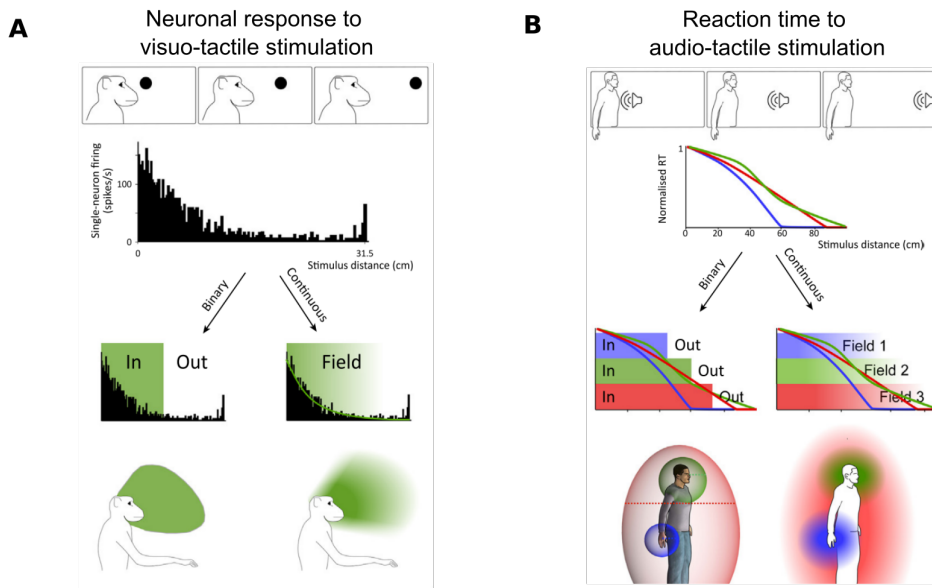 A
Neuronal response to
visuo-tactile stimulation
Single-neuron firing
(spikes/s)
100
0
0
31.5
Stimulus distance (cm)
Binary
Continuous
In
Out
Field
B
Reaction time to
audio-tactile stimulation
Normalised RT
1
0
20
40
60
80
Stimulus distance (cm)
Binary
Continuous
In
Out
In
Out
In
Out
Field 1
Field 2
Field 3